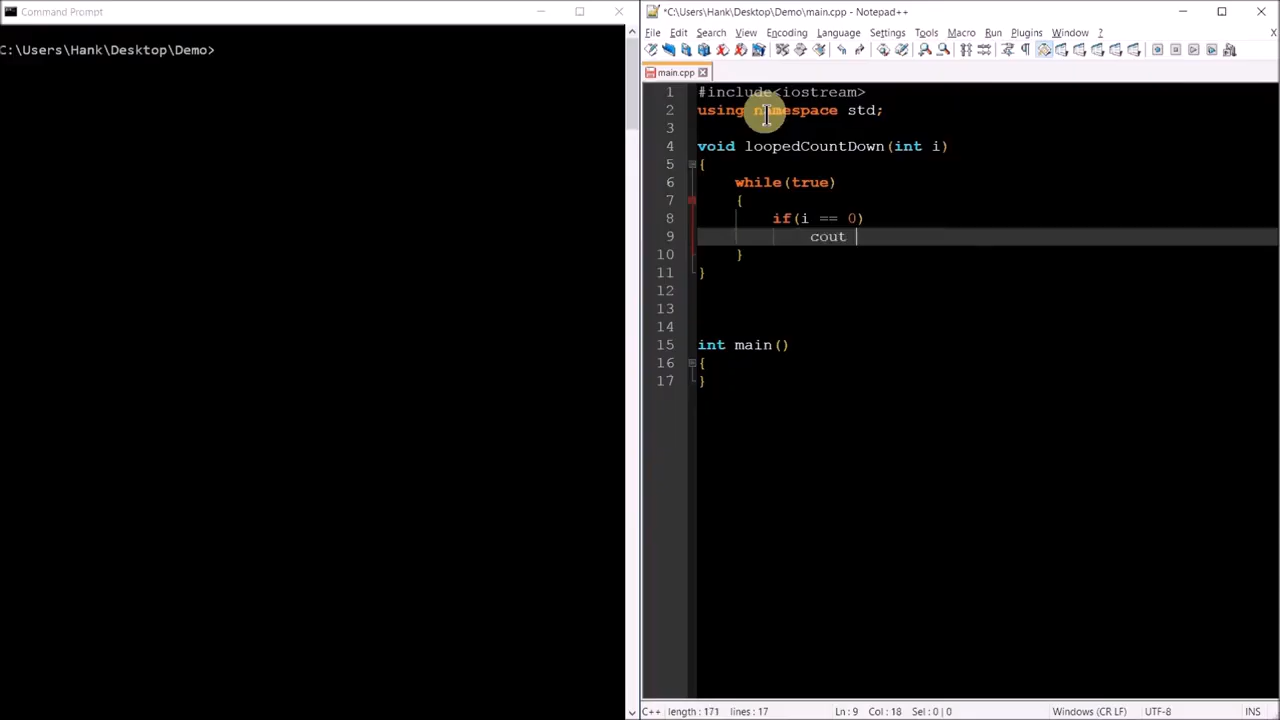 Command Prompt
C:\Users\Hank\Desktop\Demo>
*C:\Users\Hank\Desktop\Demo\main.cpp - Notepad++
File Edit Search View Encoding Language Settings Tools Macro Run Plugins Window ? X
main.cpp
1 #include<iostream>
2 using namespace std;
3
4 void loopedCountDown(int i)
5 {
6 while(true)
7 {
8 if(i == 0)
9 cout
10 }
11 }
12
13
14
15 int main()
16 {
17 }
C++ length : 171 lines : 17 Ln : 9 Col : 18 Sel : 0 | 0 Windows (CR LF) UTF-8 INS